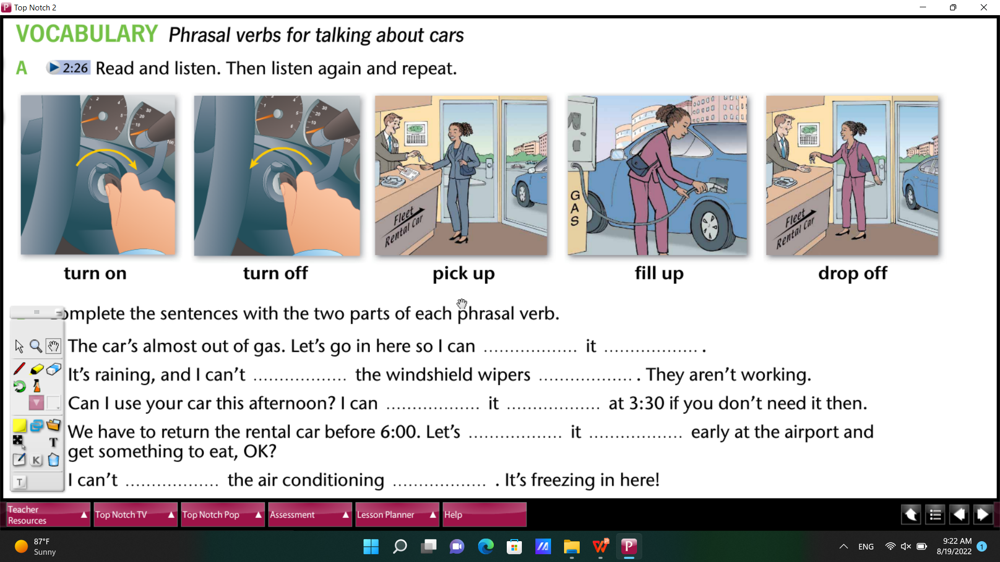 Top Notch 2
VOCABULARY Phrasal verbs for talking about cars
A 2:26 Read and listen. Then listen again and repeat.
Fleet
Rental Car
GAS
Fleet
Rental Car
turn on turn off pick up fill up drop off
omplete the sentences with the two parts of each phrasal verb.
The car's almost out of gas. Let's go in here so I can .................. it .................. .
It's raining, and I can't .................. the windshield wipers .................. . They aren't working.
Can I use your car this afternoon? I can .................. it .................. at 3:30 if you don't need it then.
We have to return the rental car before 6:00. Let's .................. it .................. early at the airport and
get something to eat, OK?
I can't .................. the air conditioning .................. . It's freezing in here!
Teacher
Resources
Top Notch TV
Top Notch Pop
Assessment
Lesson Planner
Help
87°F
Sunny
ENG
9:22 AM
8/19/2022
1